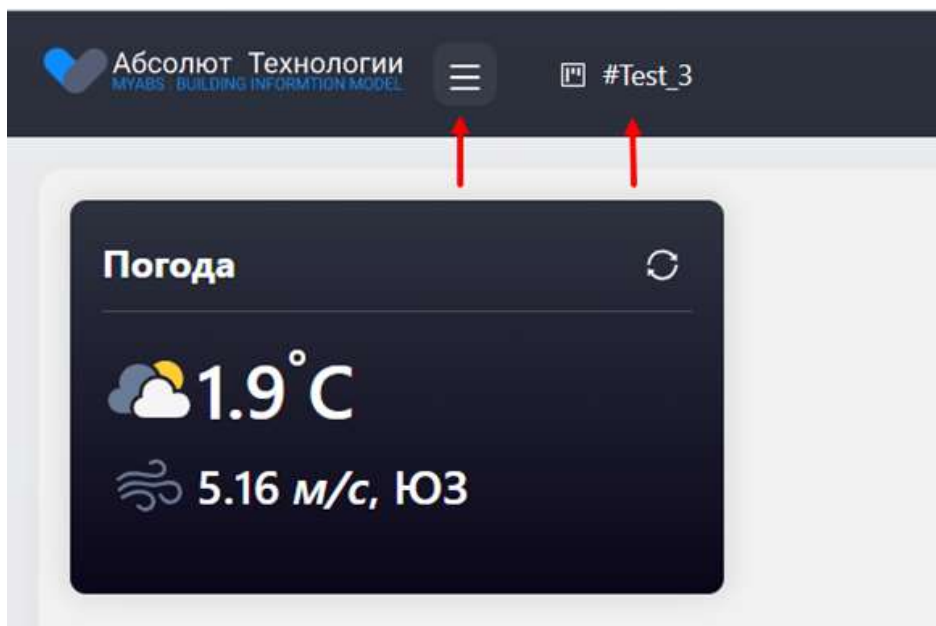 Абсолют Технологии
MYABS : BUILDING INFORMTION MODEL
#Test_3
Погода
1.9°C
5.16 м/с, ЮЗ